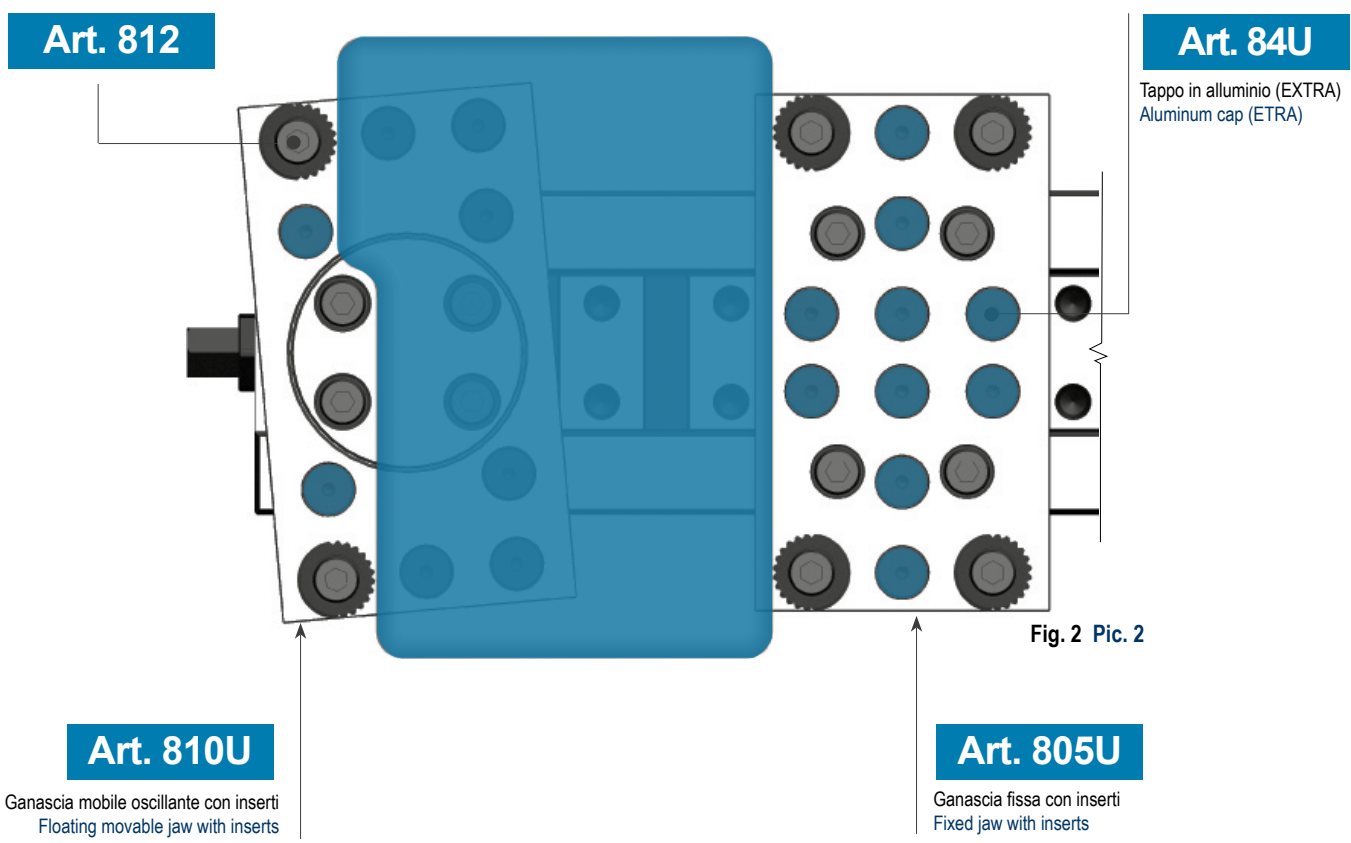 Art. 812
Art. 84U
Tappo in alluminio (EXTRA)
Aluminum cap (ETRA)
Fig. 2 Pic. 2
Art. 810U
Ganascia mobile oscillante con inserti
Floating movable jaw with inserts
Art. 805U
Ganascia fissa con inserti
Fixed jaw with inserts